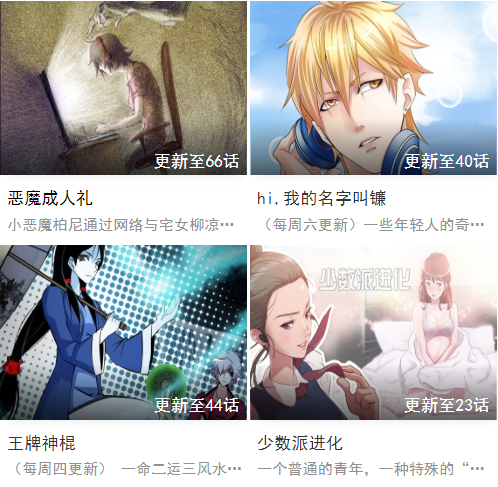 更新至66话
更新至40话
恶魔成人礼
hi,我的名字叫镰
小恶魔柏尼通过网络与宅女柳凉…
（每周六更新）一些年轻人的奇…
少数派进化
更新至44话
更新至23话
王牌神棍
少数派进化
（每周四更新） 一命二运三风水…
一个普通的青年，一种特殊的“…